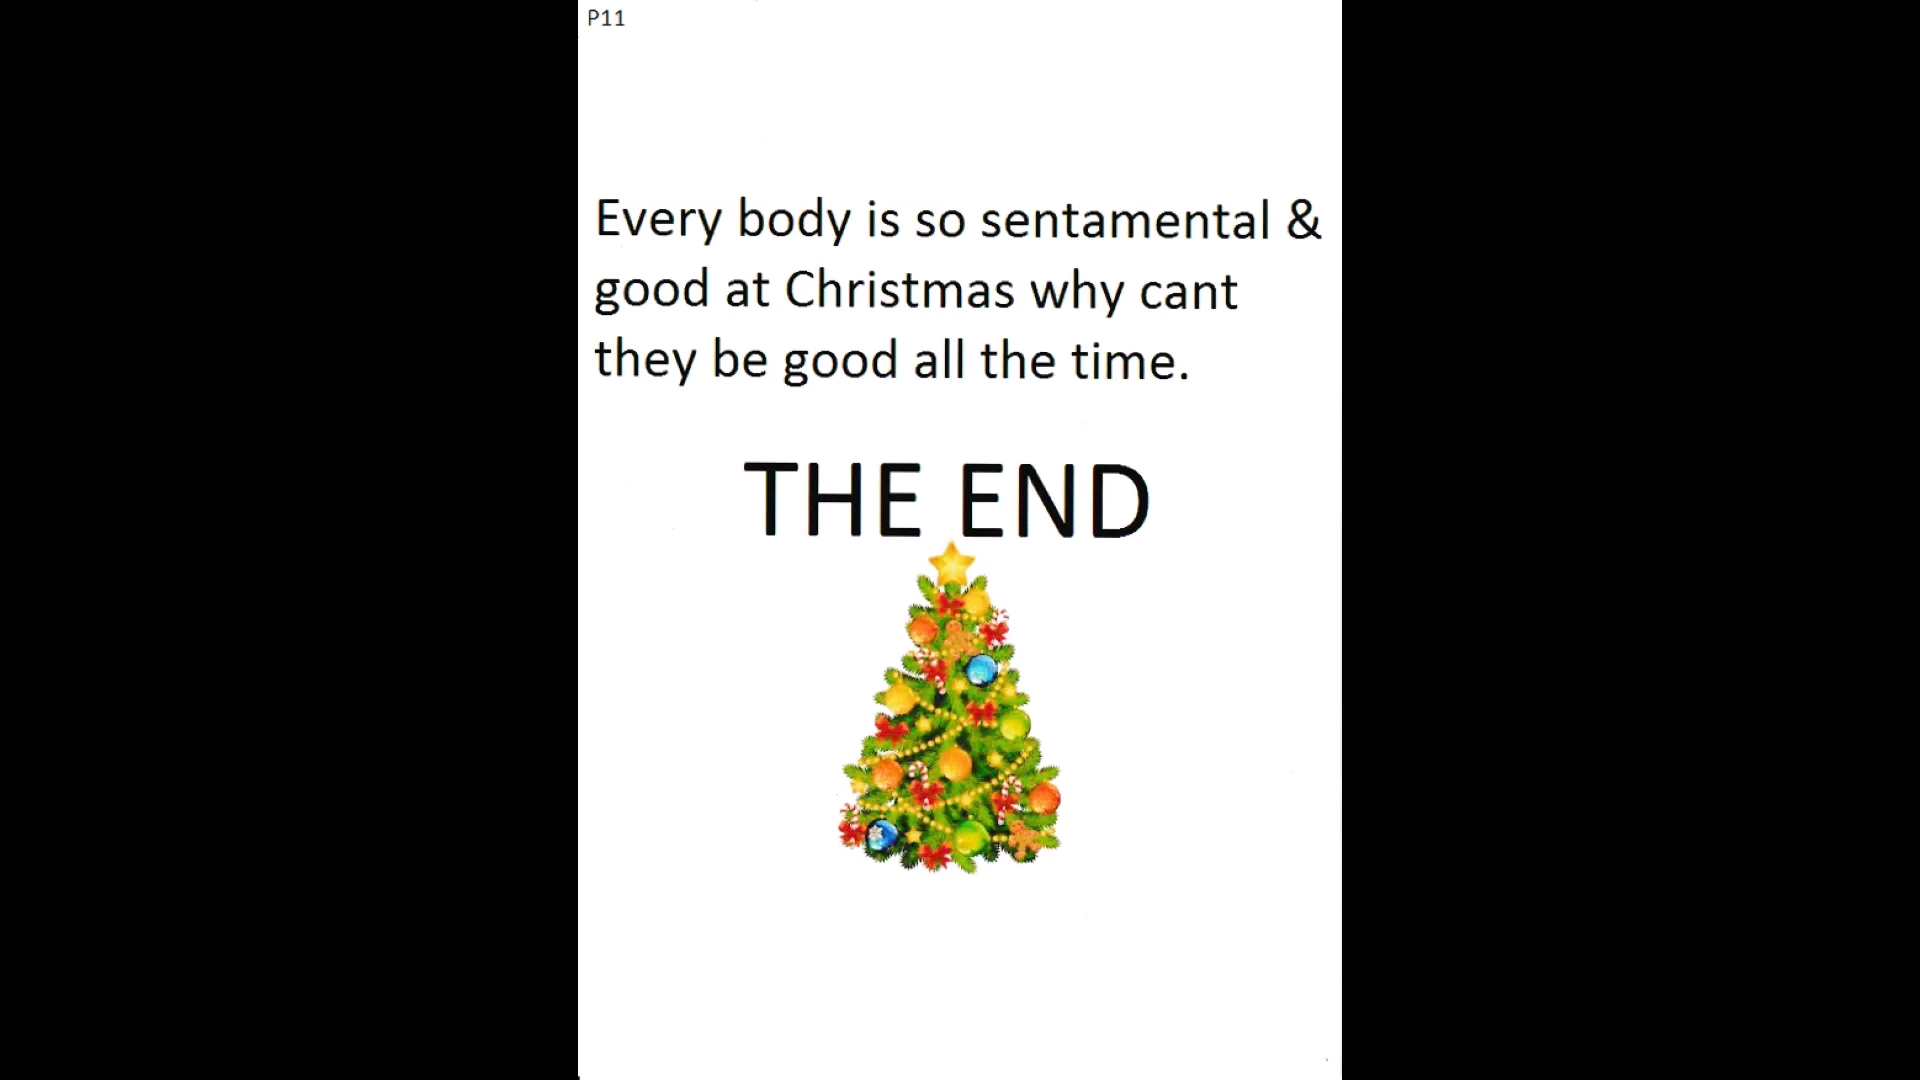 P11
Every body is so sentamental &
good at Christmas why cant
they be good all the time.
THE END